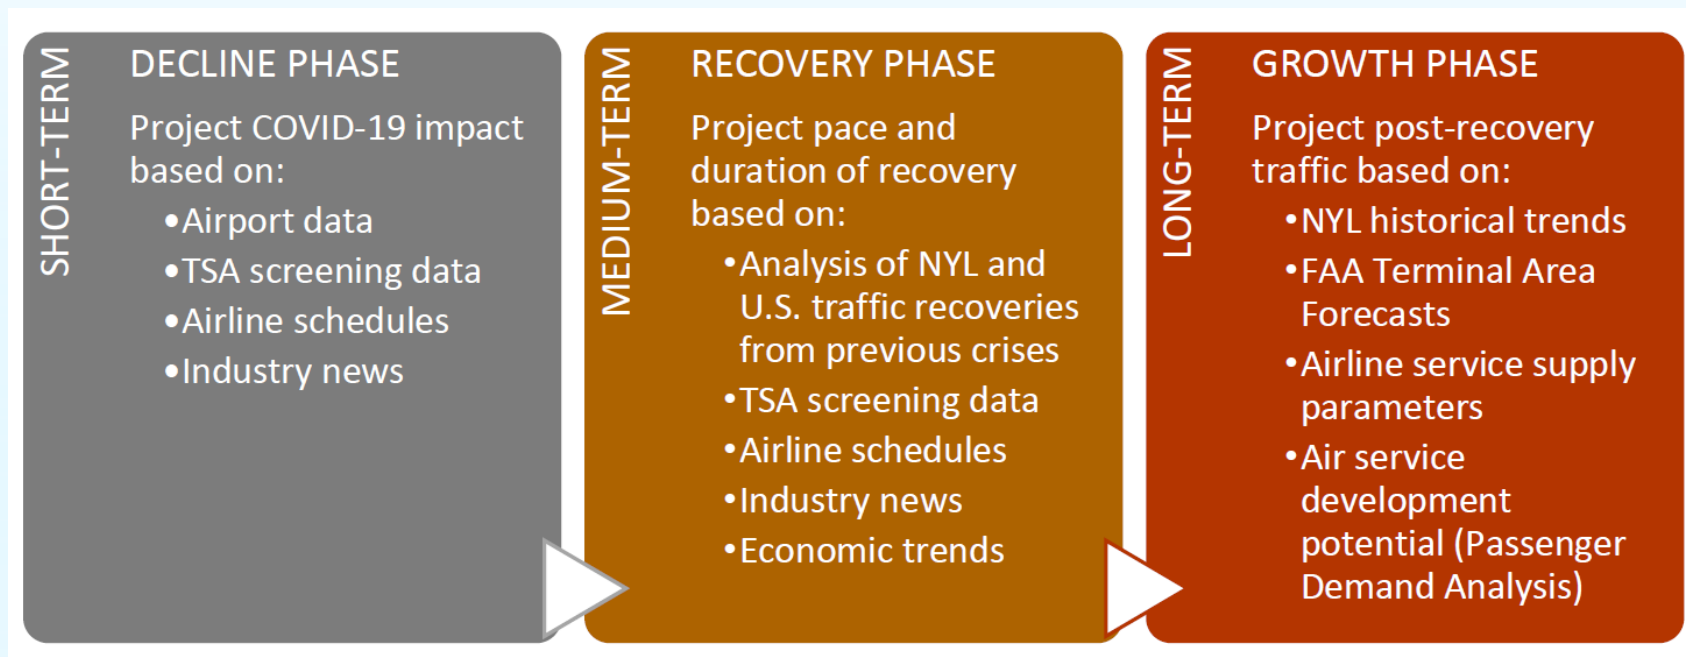 SHORT-TERM
DECLINE PHASE
Project COVID-19 impact
based on:
•Airport data
•TSA screening data
•Airline schedules
•Industry news
MEDIUM-TERM
RECOVERY PHASE
Project pace and
duration of recovery
based on:
•Analysis of NYL and
U.S. traffic recoveries
from previous crises
•TSA screening data
•Airline schedules
•Industry news
•Economic trends
LONG-TERM
GROWTH PHASE
Project post-recovery
traffic based on:
•NYL historical trends
•FAA Terminal Area
Forecasts
•Airline service supply
parameters
•Air service
development
potential (Passenger
Demand Analysis)